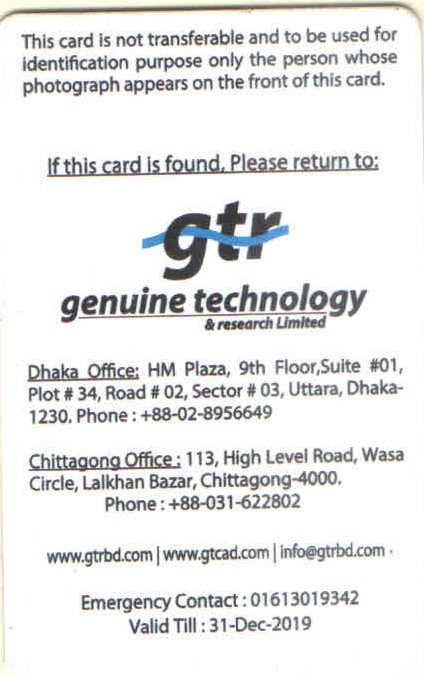 This card is not transferable and to be used for
identification purpose only the person whose
photograph appears on the front of this card.
If this card is found, Please return to:
gtr
genuine technology
& research Limited
Dhaka Office: HM Plaza, 9th Floor,Suite #01,
Plot # 34, Road # 02, Sector # 03, Uttara, Dhaka-
1230. Phone : +88-02-8956649
Chittagong Office : 113, High Level Road, Wasa
Circle, Lalkhan Bazar, Chittagong-4000.
Phone : +88-031-622802
www.gtrbd.com | www.gtcad.com | info@gtrbd.com
Emergency Contact : 01613019342
Valid Till : 31-Dec-2019